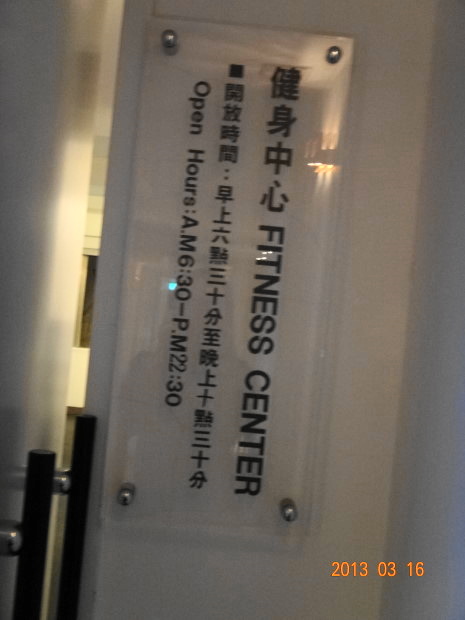 健身中心 FITNESS CENTER
■開放時間：早上六點三十分至晚上十點三十分
Open Hours:A.M6:30-P.M22:30
2013 03 16